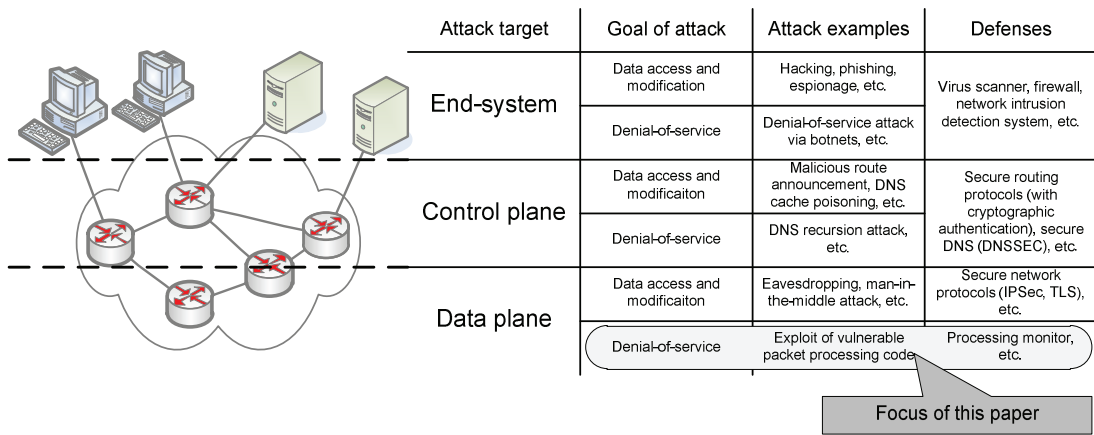 Attack target
Goal of attack
Attack examples
Defenses
End-system
Data access and
modification
Hacking, phishing,
espionage, etc.
Virus scanner, firewall,
network intrusion
detection system, etc.
Denial-of-service
Denial-of-service attack
via botnets, etc.
Control plane
Data access and
modificaiton
Malicious route
announcement, DNS
cache poisoning, etc.
Secure routing
protocols (with
cryptographic
authentication), secure
DNS (DNSSEC), etc.
Denial-of-service
DNS recursion attack,
etc.
Data plane
Data access and
modificaiton
Eavesdropping, man-in-
the-middle attack, etc.
Secure network
protocols (IPSec, TLS),
etc.
Denial-of-service
Exploit of vulnerable
packet processing code
Processing monitor,
etc.
Focus of this paper